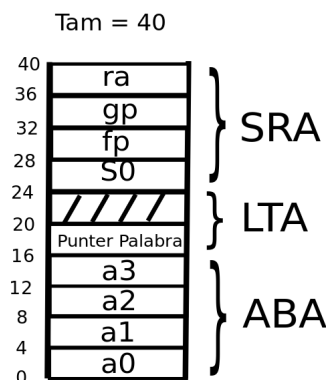 Tam = 40
40
ra
36
gp
32
fp
28
S0
24
20
Punter Palabra
16
a3
12
a2
8
a1
4
a0
0
SRA
LTA
ABA